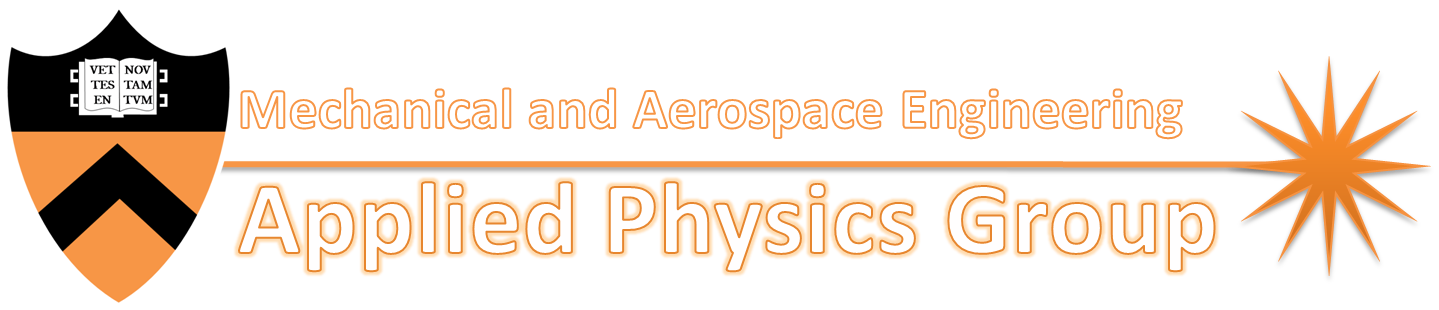 VET NOV
TES TAM
EN TVM
Mechanical and Aerospace Engineering
Applied Physics Group